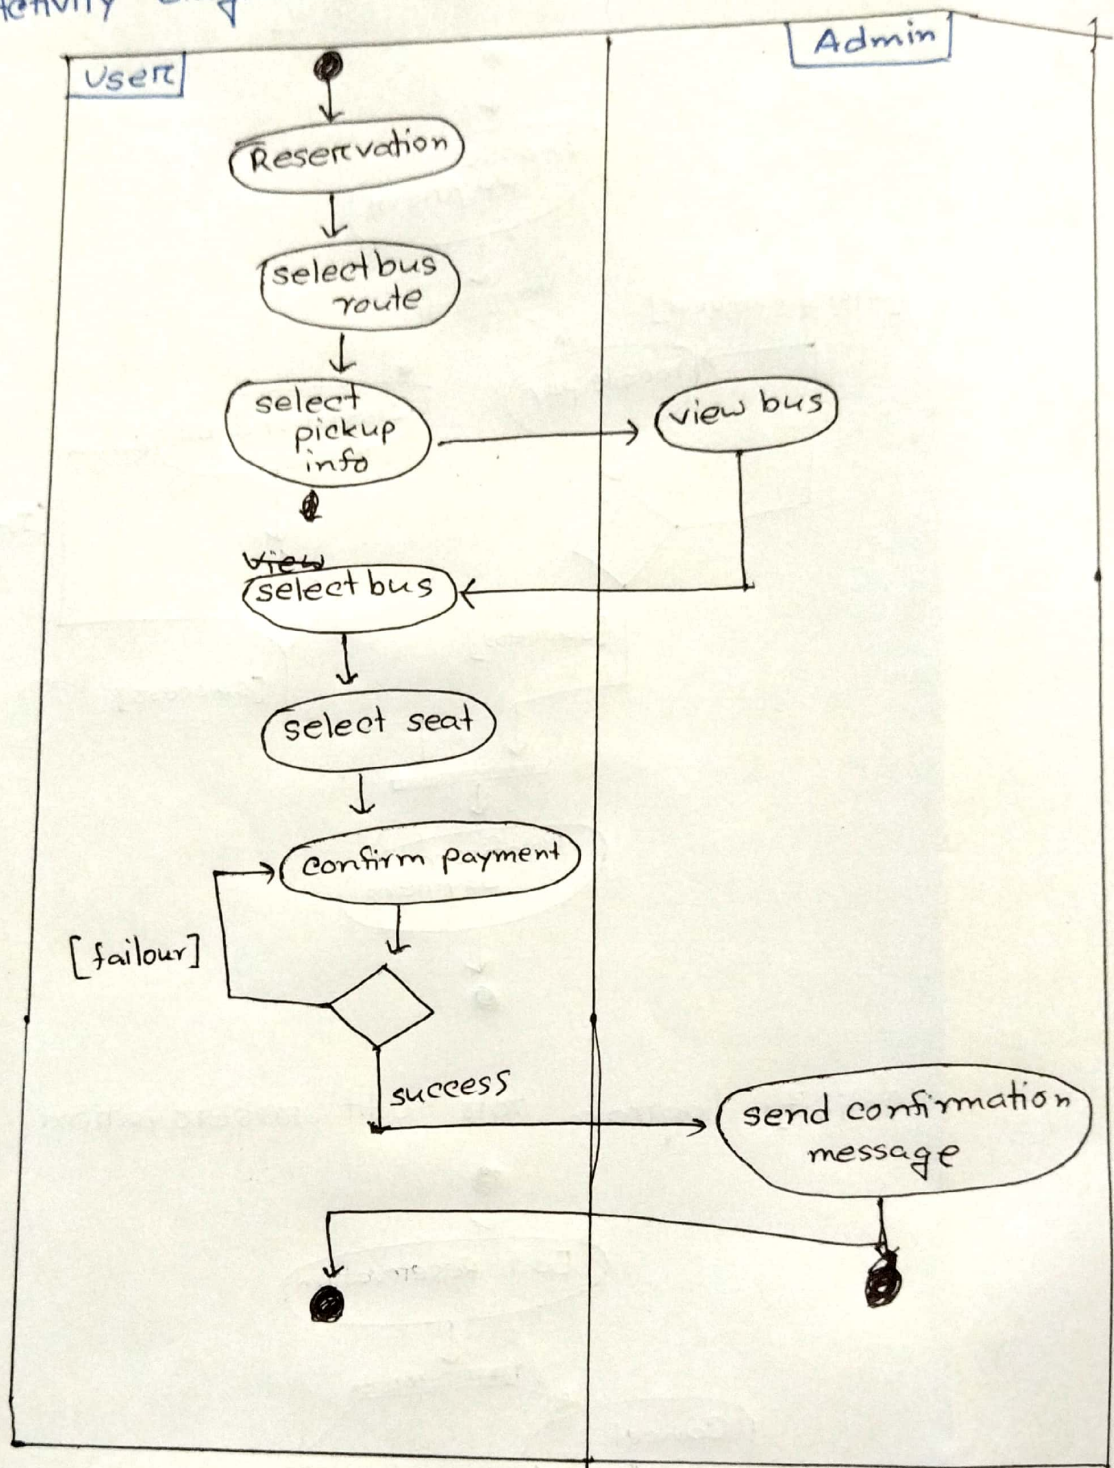 Activity
User
Admin
Reservation
select bus
route
select
pickup
info
view bus
View
select bus
select seat
confirm payment
[failour]
success
send confirmation
message